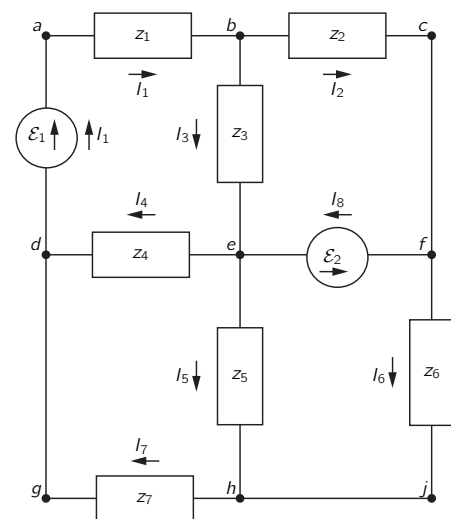 a z₁ b z₂ c
I₁ I₂
ℰ₁ I₁ I₃ z₃
I₄ I₈
d z₄ e ℰ₂ f
I₅ z₅ I₆ z₆
I₇
g z₇ h j